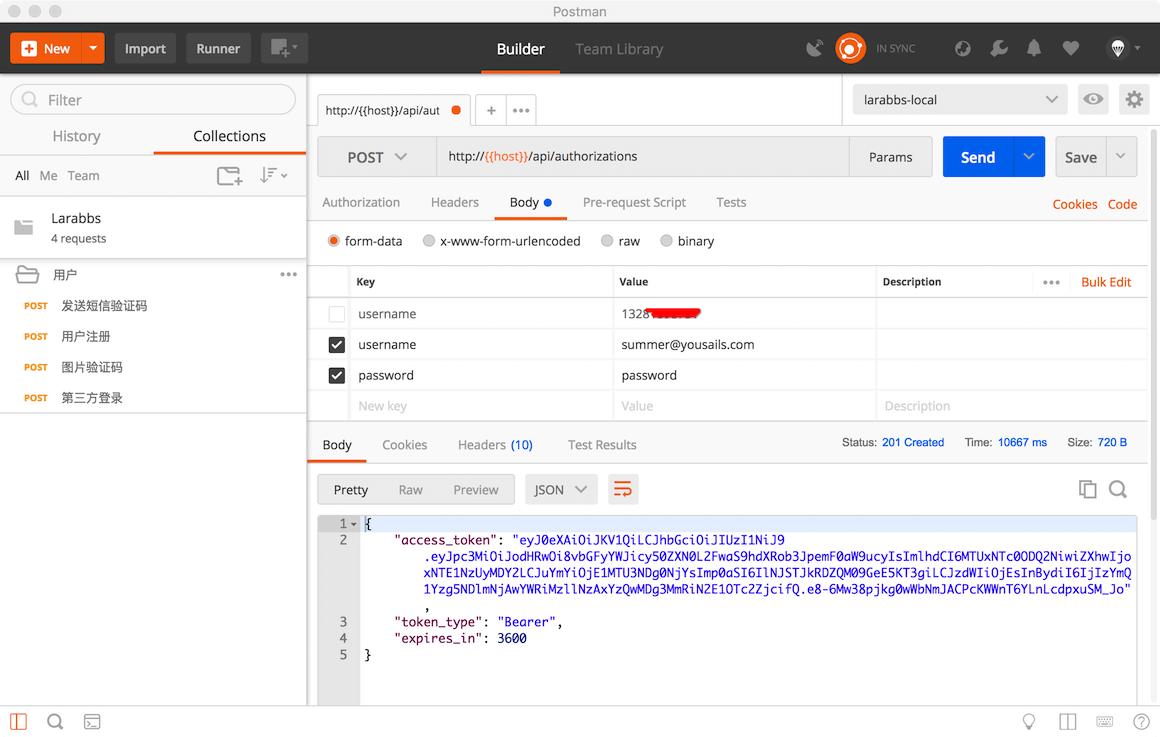 Postman
New
Import
Runner
Builder
Team Library
IN SYNC
Filter
History
Collections
All Me Team
Larabbs
4 requests
用户
POST 发送短信验证码
POST 用户注册
POST 图片验证码
POST 第三方登录
http://{{host}}/api/aut
larabbs-local
POST
http://{{host}}/api/authorizations
Params
Send
Save
Authorization
Headers
Body
Pre-request Script
Tests
Cookies Code
form-data
x-www-form-urlencoded
raw
binary
Key Value Description Bulk Edit
username 1328
username summer@yousails.com
password password
New key Value Description
Body Cookies Headers (10) Test Results Status: 201 Created Time: 10667 ms Size: 720 B
Pretty Raw Preview JSON
1 {
2 "access_token": "eyJ0eXAiOiJKV1QiLCJhbGciOiJIUzI1NiJ9
.eyJpc3MiOiJodHRwOi8vbGFyYWJicy50ZXN0L2FwaS9hdXRob3JpemF0aW9ucyIsImlhdCI6MTUxNTc0ODQ2NiwiZXhwIjo
xNTE1NzUyMDY2LCJuYmYiOjE1MTU3NDg0NjYsImp0aSI6IlNJSTJkRDZQM09GeE5KT3giLCJzdWIiOjEsInBydiI6IjIzYmQ
1Yzg5NDlmNjAwYWRiMzllNzAxYzQwMDg3MmRiN2E1OTc2ZjcifQ.e8-6Mw38pjkg0wWbNmJACPcKWWnT6YLnLcdpxuSM_Jo"
,
3 "token_type": "Bearer",
4 "expires_in": 3600
5 }